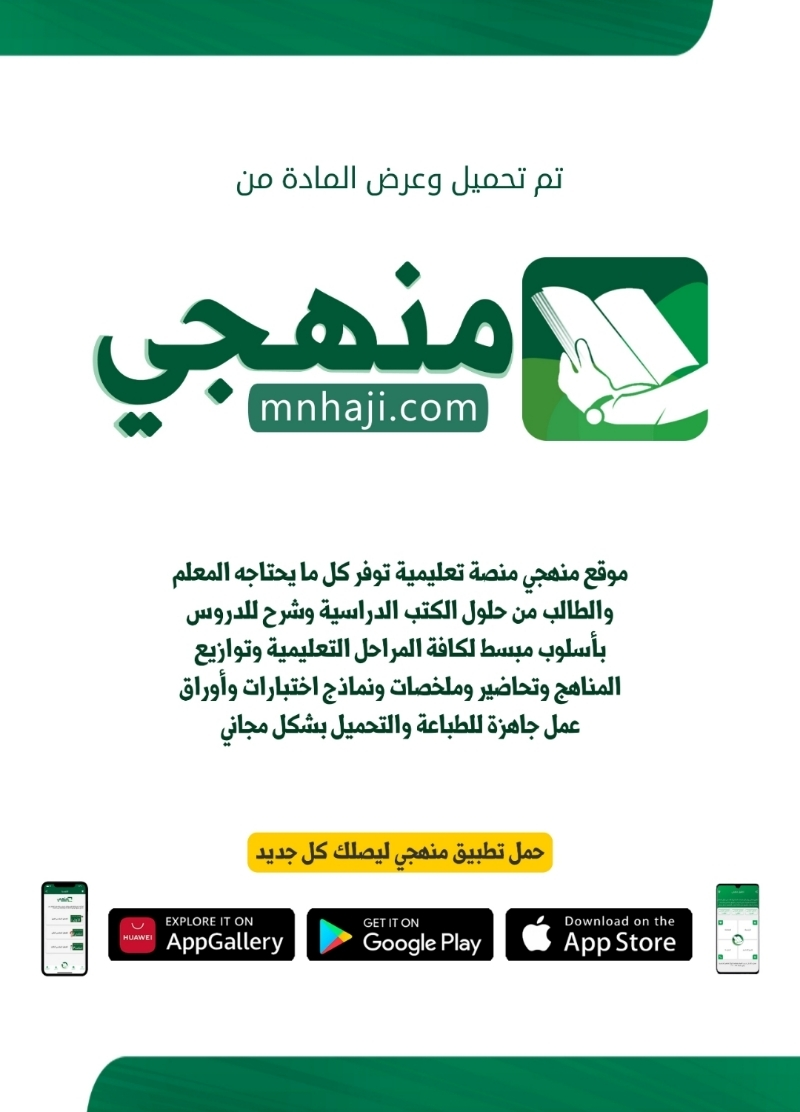 تم تحميل وعرض المادة من
منهجي
mnhaji.com
موقع منهجي منصة تعليمية توفر كل ما يحتاجه المعلم
والطالب من حلول الكتب الدراسية وشرح للدروس
بأسلوب مبسط لكافة المراحل التعليمية وتوازيع
المناهج وتحاضير وملخصات ونماذج اختبارات وأوراق
عمل جاهزة للطباعة والتحميل بشكل مجاني
حمل تطبيق منهجي ليصلك كل جديد
EXPLORE IT ON
AppGallery
HUAWEI
GET IT ON
Google Play
Download on the
App Store